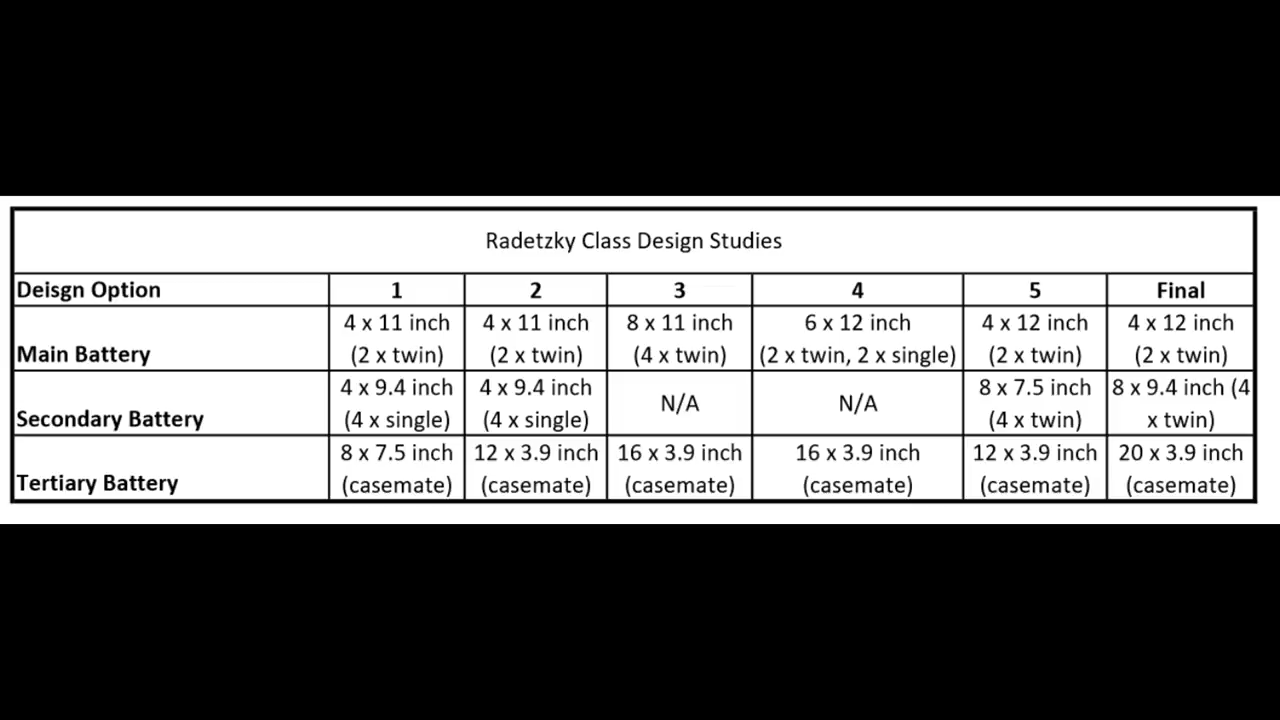 Radetzky Class Design Studies
Deisgn Option 1 2 3 4 5 Final
Main Battery 4 x 11 inch (2 x twin) 4 x 11 inch (2 x twin) 8 x 11 inch (4 x twin) 6 x 12 inch (2 x twin, 2 x single) 4 x 12 inch (2 x twin) 4 x 12 inch (2 x twin)
Secondary Battery 4 x 9.4 inch (4 x single) 4 x 9.4 inch (4 x single) N/A N/A 8 x 7.5 inch (4 x twin) 8 x 9.4 inch (4 x twin)
Tertiary Battery 8 x 7.5 inch (casemate) 12 x 3.9 inch (casemate) 16 x 3.9 inch (casemate) 16 x 3.9 inch (casemate) 12 x 3.9 inch (casemate) 20 x 3.9 inch (casemate)